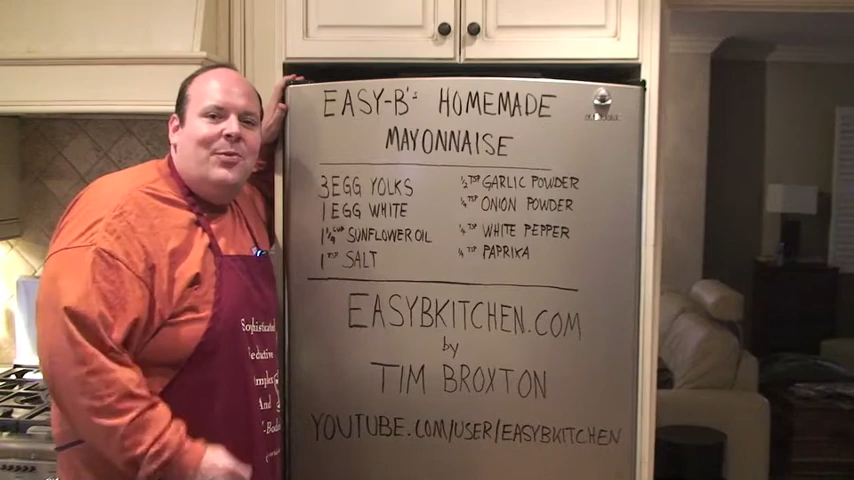 EASY-B's HOMEMADE
MAYONNAISE
3 EGG YOLKS
1 EGG WHITE
1 3/4 CUP SUNFLOWER OIL
1 TSP SALT
1/2 TSP GARLIC POWDER
1/4 TSP ONION POWDER
1/4 TSP WHITE PEPPER
1/4 TSP PAPRIKA
EASYBKITCHEN.COM
by
TIM BROXTON
YOUTUBE.COM/USER/EASYBKITCHEN
Sophisticated
And